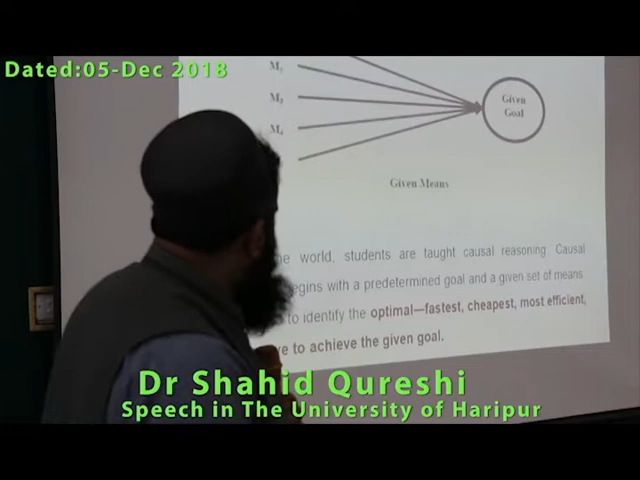 Dated:05-Dec 2018
M2
M3
M4
Given
Goal
Given Means
world, students are taught causal reasoning. Causal
begins with a predetermined goal and a given set of means
to identify the optimal—fastest, cheapest, most efficient,
to achieve the given goal.
Dr Shahid Qureshi
Speech in The University of Haripur